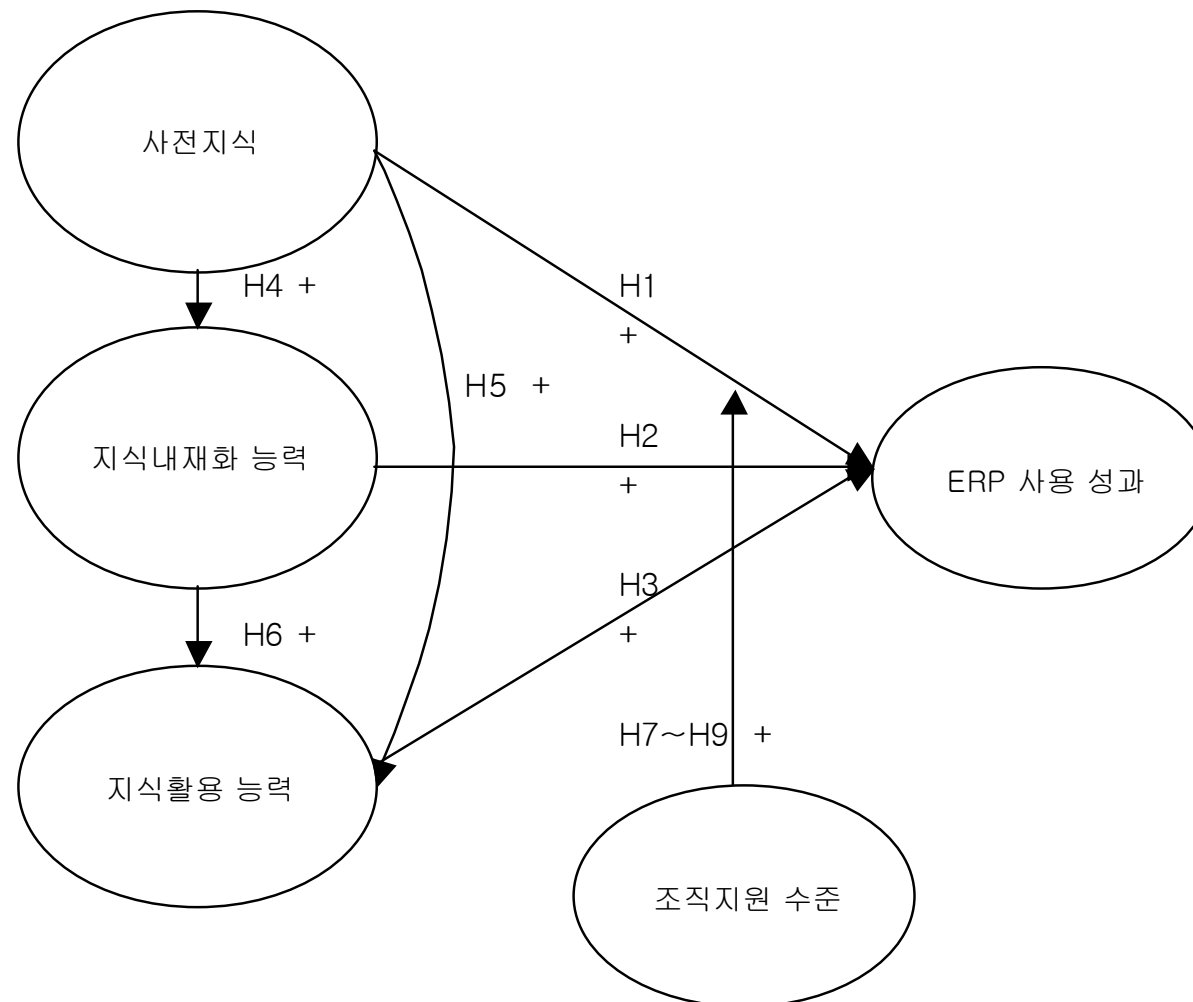 사전지식
H4 +
H1
+
H5 +
지식내재화 능력
H2
+
ERP 사용 성과
H3
+
H6 +
H7～H9 +
지식활용 능력
조직지원 수준